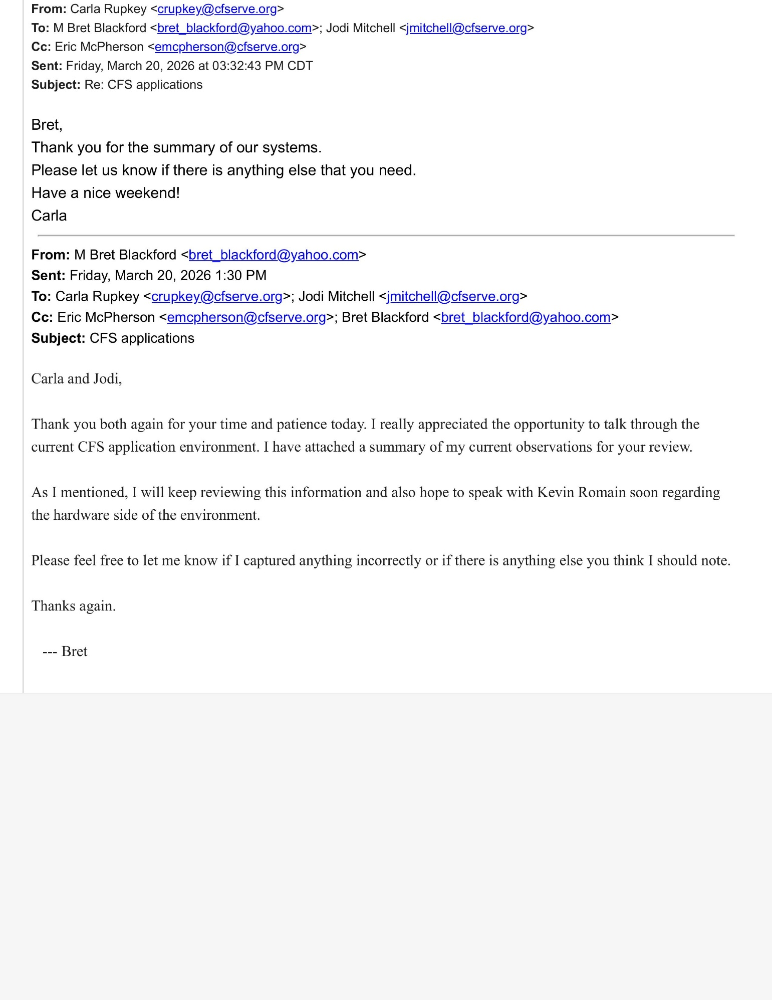 From: Carla Rupkey <crupkey@cfserve.org>
To: M Bret Blackford <bret_blackford@yahoo.com>; Jodi Mitchell <jmitchell@cfserve.org>
Cc: Eric McPherson <emcpherson@cfserve.org>
Sent: Friday, March 20, 2026 at 03:32:43 PM CDT
Subject: Re: CFS applications
Bret,
Thank you for the summary of our systems.
Please let us know if there is anything else that you need.
Have a nice weekend!
Carla
From: M Bret Blackford <bret_blackford@yahoo.com>
Sent: Friday, March 20, 2026 1:30 PM
To: Carla Rupkey <crupkey@cfserve.org>; Jodi Mitchell <jmitchell@cfserve.org>
Cc: Eric McPherson <emcpherson@cfserve.org>; Bret Blackford <bret_blackford@yahoo.com>
Subject: CFS applications
Carla and Jodi,
Thank you both again for your time and patience today. I really appreciated the opportunity to talk through the
current CFS application environment. I have attached a summary of my current observations for your review.
As I mentioned, I will keep reviewing this information and also hope to speak with Kevin Romain soon regarding
the hardware side of the environment.
Please feel free to let me know if I captured anything incorrectly or if there is anything else you think I should note.
Thanks again.
--- Bret